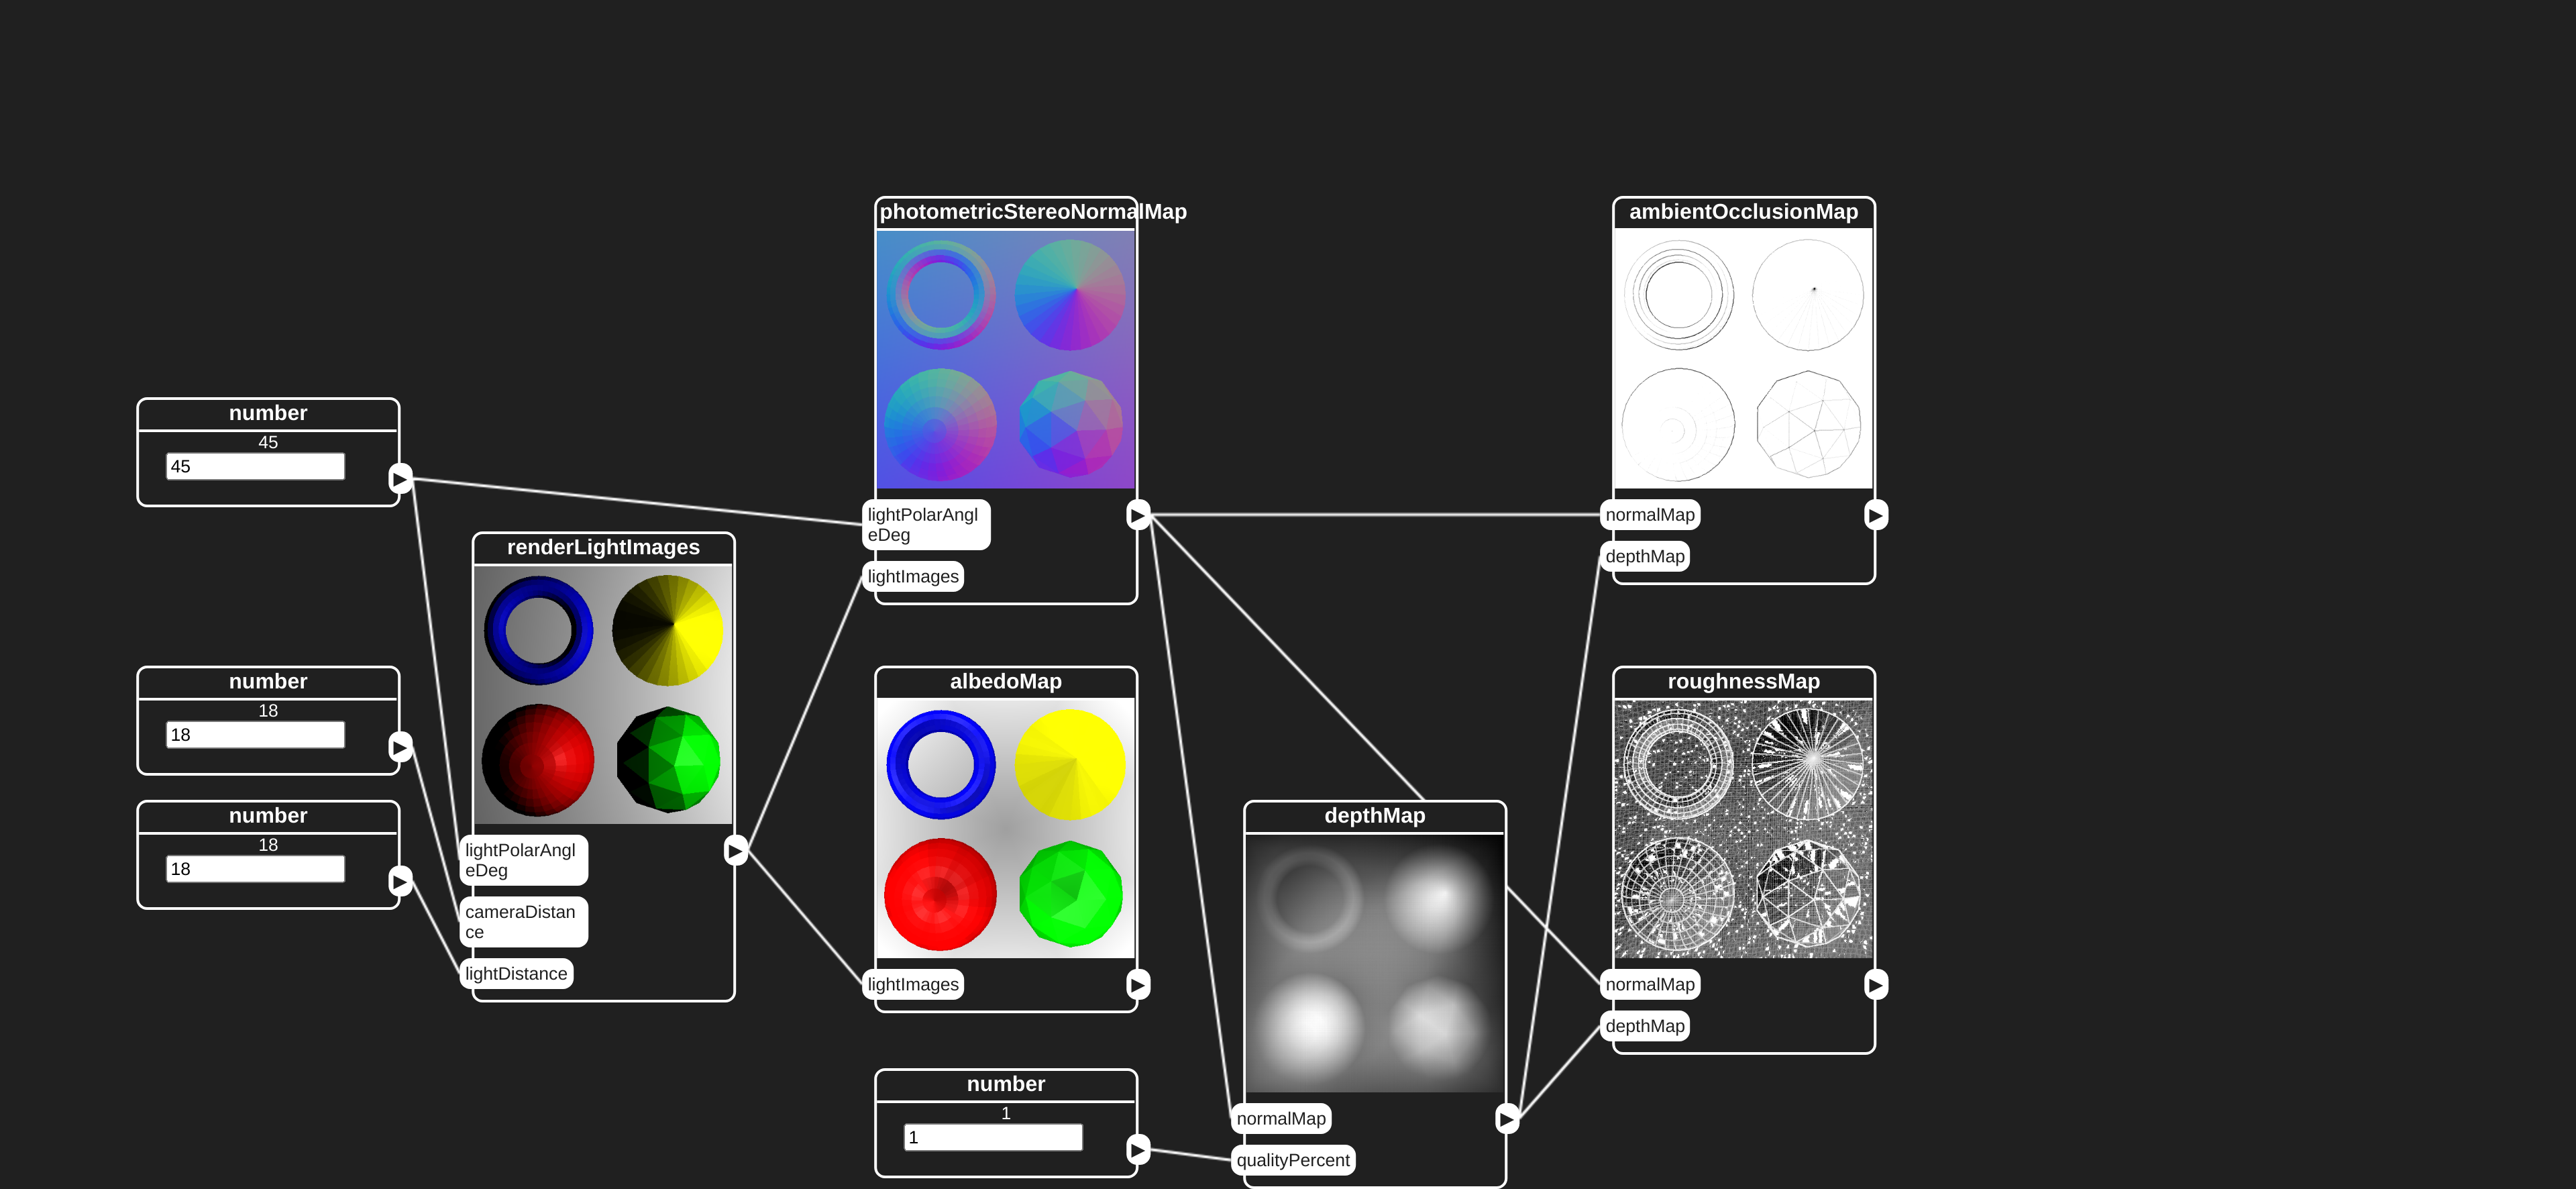 number
45
45
number
18
18
number
18
18
renderLightImages
lightPolarAngl
eDeg
cameraDistan
ce
lightDistance
photometricStereoNormalMap
lightPolarAngl
eDeg
lightImages
albedoMap
lightImages
number
1
1
depthMap
normalMap
qualityPercent
ambientOcclusionMap
normalMap
depthMap
roughnessMap
normalMap
depthMap